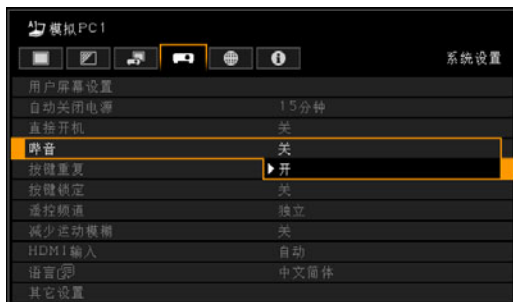 模拟PC1
系统设置
用户屏幕设置
自动关闭电源 15分钟
直接开机 关
哔音 关
按键重复 开
按键锁定 关
遥控频道 独立
减少运动模糊 关
HDMI输入 自动
语言 中文简体
其它设置